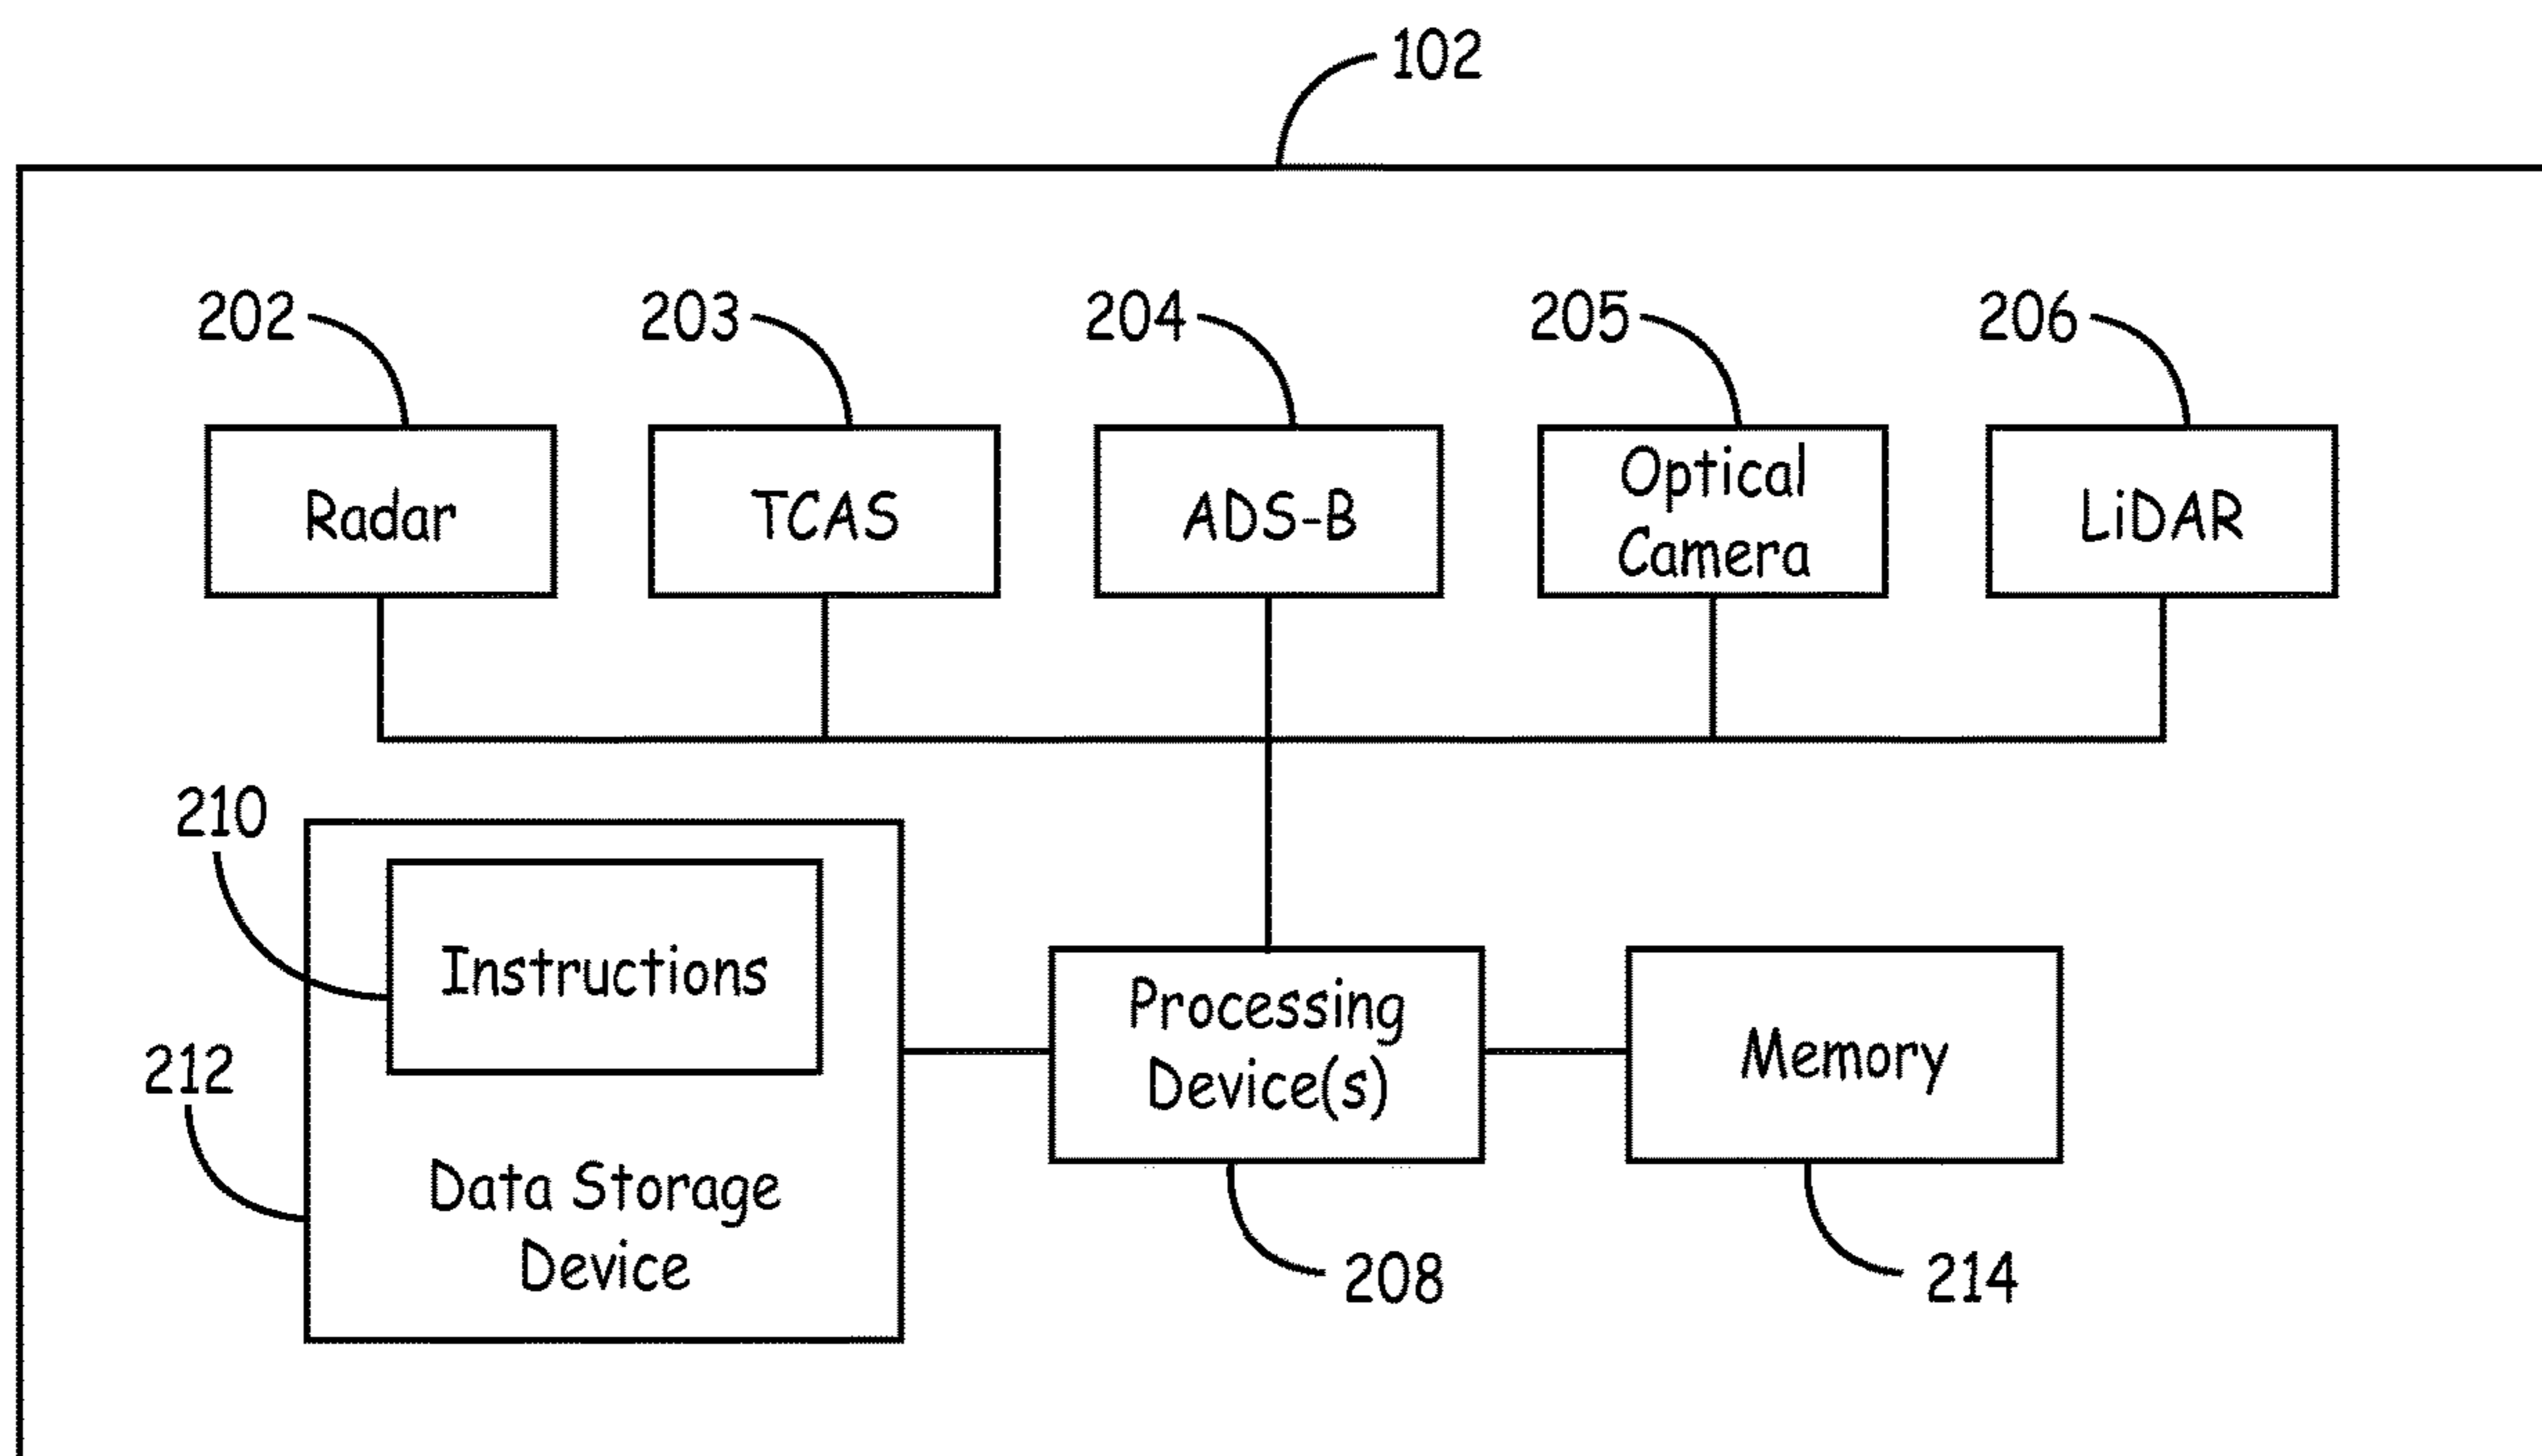 102
202
203
204
205
206
Radar
TCAS
ADS-B
Optical
Camera
LiDAR
210
Instructions
212
Data Storage
Device
Processing
Device(s)
Memory
208
214